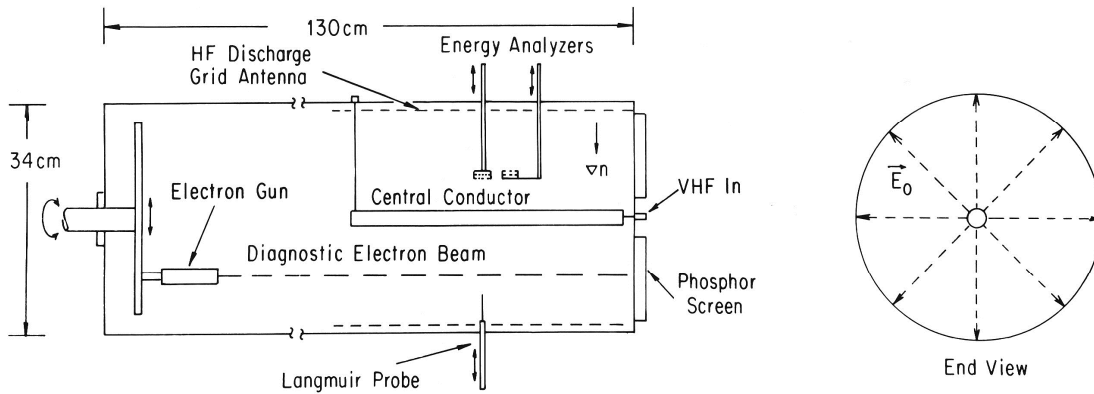 130cm
HF Discharge
Grid Antenna
Energy Analyzers
34cm
Electron Gun
∇n
Central Conductor
VHF In
Diagnostic Electron Beam
Phosphor
Screen
Langmuir Probe
E₀
End View